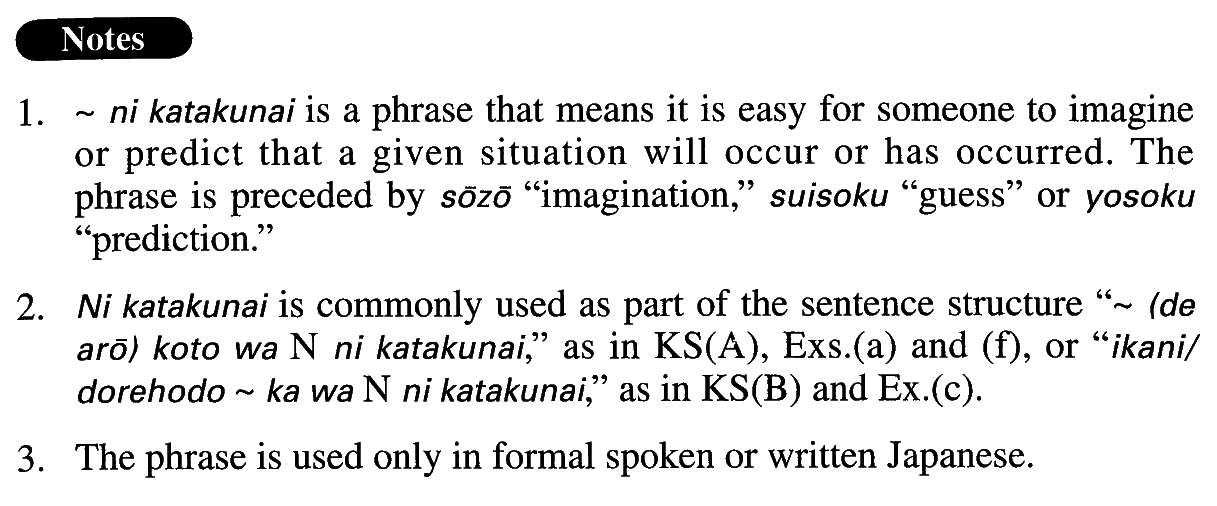 Notes
1. ~ ni katakunai is a phrase that means it is easy for someone to imagine
or predict that a given situation will occur or has occurred. The
phrase is preceded by sōzō “imagination,” suisoku “guess” or yosoku
“prediction.”
2. Ni katakunai is commonly used as part of the sentence structure “~ (de
arō) koto wa N ni katakunai,” as in KS(A), Exs.(a) and (f), or “ikani/
dorehodo ~ ka wa N ni katakunai,” as in KS(B) and Ex.(c).
3. The phrase is used only in formal spoken or written Japanese.